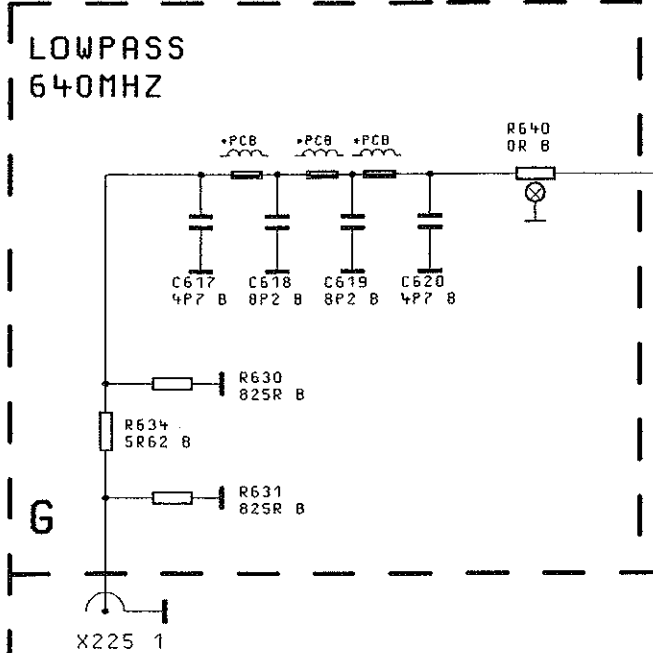 LOWPASS
640MHZ
*PCB *PCB *PCB
R640
0R B
C617 C618 C619 C620
4P7 B 8P2 B 8P2 B 4P7 B
R630
825R B
R634
5R62 B
R631
825R B
G
X225 1